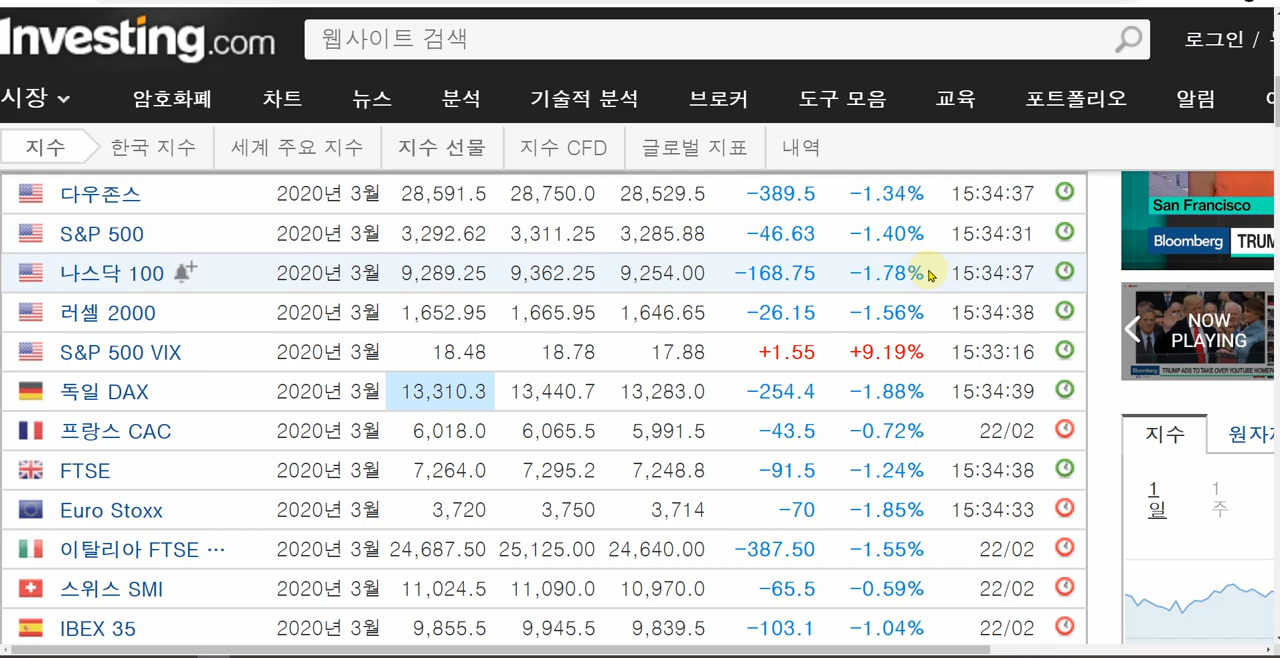 Investing.com 웹사이트 검색 로그인 /
시장 암호화폐 차트 뉴스 분석 기술적 분석 브로커 도구 모음 교육 포트폴리오 알림
지수 한국 지수 세계 주요 지수 지수 선물 지수 CFD 글로벌 지표 내역
다우존스 2020년 3월 28,591.5 28,750.0 28,529.5 -389.5 -1.34% 15:34:37
S&P 500 2020년 3월 3,292.62 3,311.25 3,285.88 -46.63 -1.40% 15:34:31
나스닥 100 2020년 3월 9,289.25 9,362.25 9,254.00 -168.75 -1.78% 15:34:37
러셀 2000 2020년 3월 1,652.95 1,665.95 1,646.65 -26.15 -1.56% 15:34:38
S&P 500 VIX 2020년 3월 18.48 18.78 17.88 +1.55 +9.19% 15:33:16
독일 DAX 2020년 3월 13,310.3 13,440.7 13,283.0 -254.4 -1.88% 15:34:39
프랑스 CAC 2020년 3월 6,018.0 6,065.5 5,991.5 -43.5 -0.72% 22/02
FTSE 2020년 3월 7,264.0 7,295.2 7,248.8 -91.5 -1.24% 15:34:38
Euro Stoxx 2020년 3월 3,720 3,750 3,714 -70 -1.85% 15:34:33
이탈리아 FTSE ⋯ 2020년 3월 24,687.50 25,125.00 24,640.00 -387.50 -1.55% 22/02
스위스 SMI 2020년 3월 11,024.5 11,090.0 10,970.0 -65.5 -0.59% 22/02
IBEX 35 2020년 3월 9,855.5 9,945.5 9,839.5 -103.1 -1.04% 22/02
San Francisco
Bloomberg TRUM
NOW
PLAYING
Bloomberg TRUMP ADS TO TAKE OVER YOUTUBE HOMEP
지수 원자
1 1
일 주